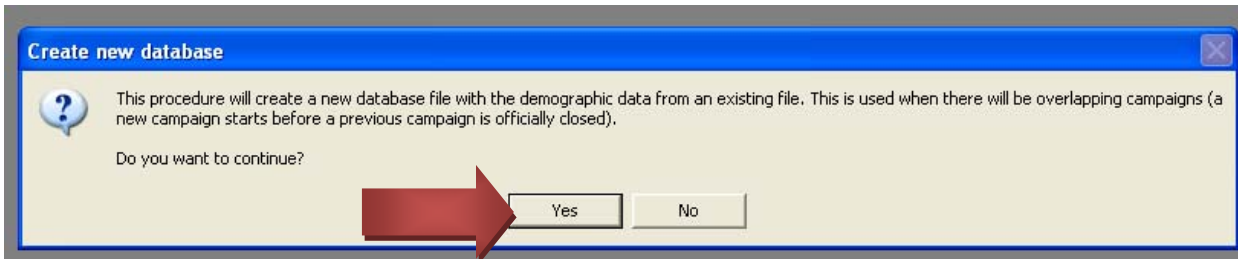 Create new database
This procedure will create a new database file with the demographic data from an existing file. This is used when there will be overlapping campaigns (a
new campaign starts before a previous campaign is officially closed).
Do you want to continue?
Yes No